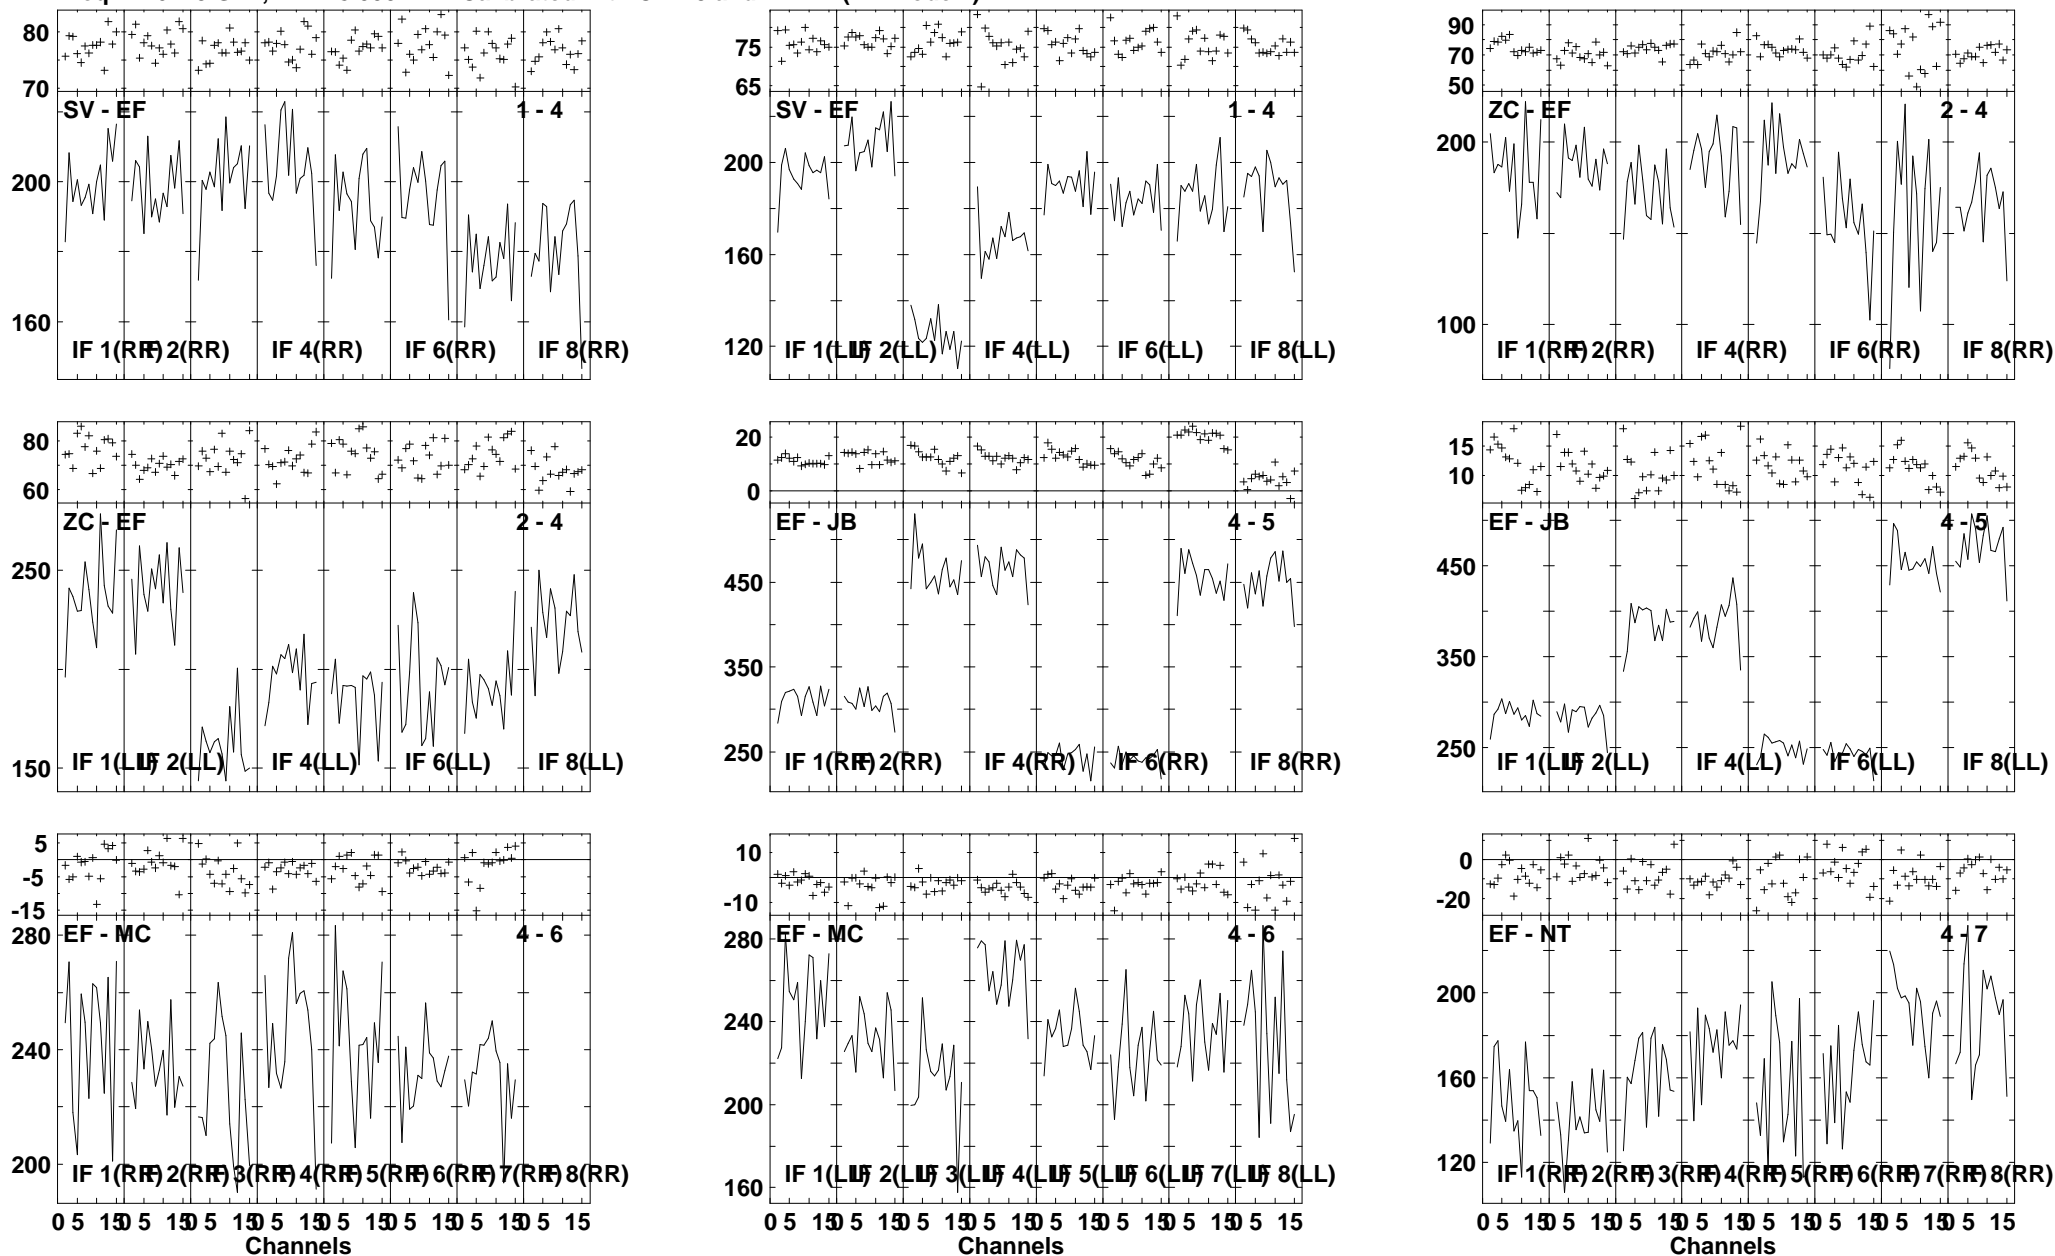 80
70
SV - EF 1 - 4
200
160
IF 1(RR) IF 2(RR) IF 4(RR) IF 6(RR) IF 8(RR)
75
65
SV - EF 1 - 4
200
160
120
IF 1(LL) IF 2(LL) IF 4(LL) IF 6(LL) IF 8(LL)
90
70
50
ZC - EF 2 - 4
200
100
IF 1(RR) IF 2(RR) IF 4(RR) IF 6(RR) IF 8(RR)
80
60
ZC - EF 2 - 4
250
150
IF 1(LL) IF 2(LL) IF 4(LL) IF 6(LL) IF 8(LL)
20
0
EF - JB 4 - 5
450
350
250
IF 1(RR) IF 2(RR) IF 4(RR) IF 6(RR) IF 8(RR)
15
10
EF - JB 4 - 5
450
350
250
IF 1(LL) IF 2(LL) IF 4(LL) IF 6(LL) IF 8(LL)
5
-5
-15
EF - MC 4 - 6
280
240
200
IF 1(RR) IF 2(RR) IF 3(RR) IF 4(RR) IF 5(RR) IF 6(RR) IF 7(RR) IF 8(RR)
0 5 15 0 5 15 0 5 15 0 5 15 0 5 15 0 5 15 0 5 15 0 5 15
Channels
10
-10
EF - MC 4 - 6
280
240
200
160
IF 1(LL) IF 2(LL) IF 3(LL) IF 4(LL) IF 5(LL) IF 6(LL) IF 7(LL) IF 8(LL)
0 5 15 0 5 15 0 5 15 0 5 15 0 5 15 0 5 15 0 5 15 0 5 15
Channels
0
-20
EF - NT 4 - 7
200
160
120
IF 1(RR) IF 2(RR) IF 3(RR) IF 4(RR) IF 5(RR) IF 6(RR) IF 7(RR) IF 8(RR)
0 5 15 0 5 15 0 5 15 0 5 15 0 5 15 0 5 15 0 5 15 0 5 15
Channels